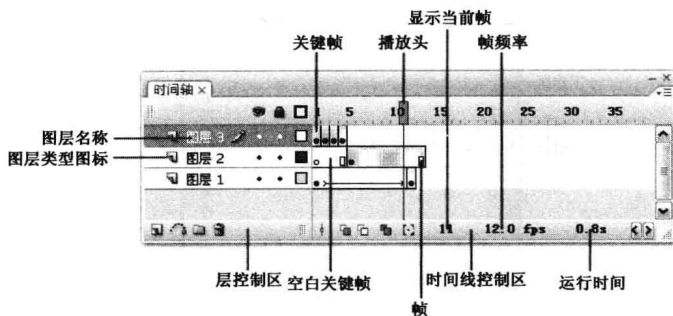 显示当前帧
关键帧 播放头 帧频率
时间轴 ×
1 5 10 15 20 25 30 35
图层名称 图层 3
图层类型图标 图层 2
图层 1
11 12.0 fps 0.8s
层控制区 空白关键帧 时间线控制区 运行时间
帧